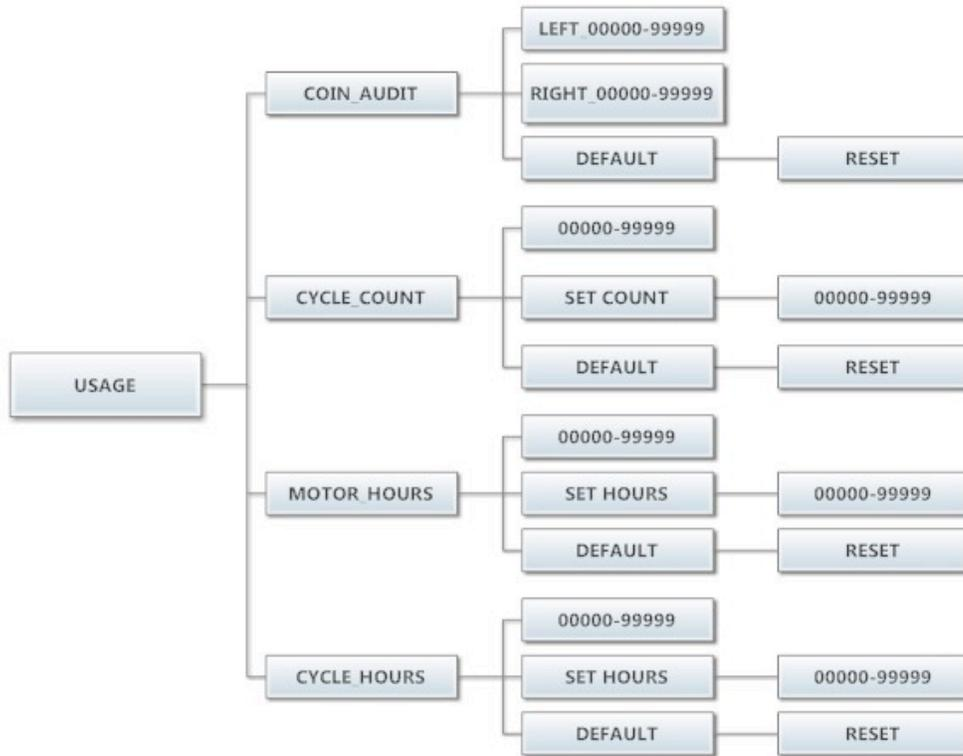 LEFT_00000-99999
COIN_AUDIT
RIGHT_00000-99999
DEFAULT
RESET
00000-99999
CYCLE_COUNT
SET COUNT
00000-99999
DEFAULT
RESET
USAGE
00000-99999
MOTOR_HOURS
SET HOURS
00000-99999
DEFAULT
RESET
00000-99999
CYCLE_HOURS
SET HOURS
00000-99999
DEFAULT
RESET